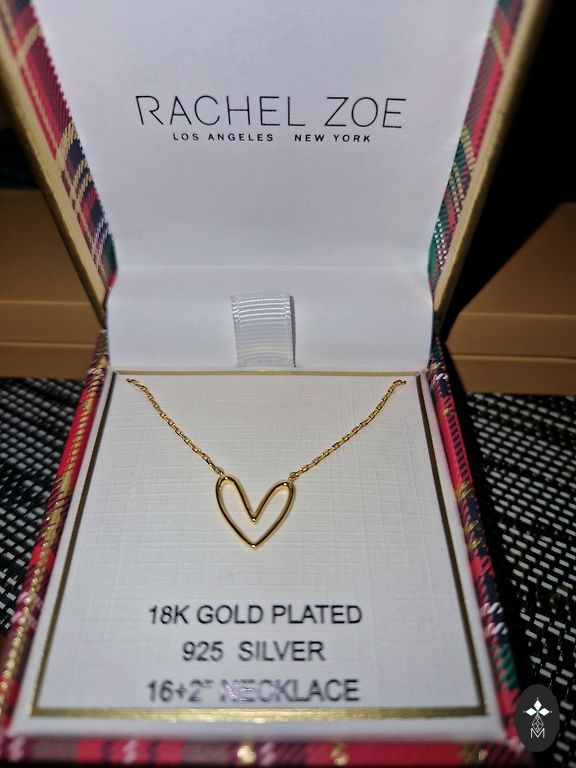 RACHEL ZOE
LOS ANGELES NEW YORK
18K GOLD PLATED
925 SILVER
16+2" NECKLACE